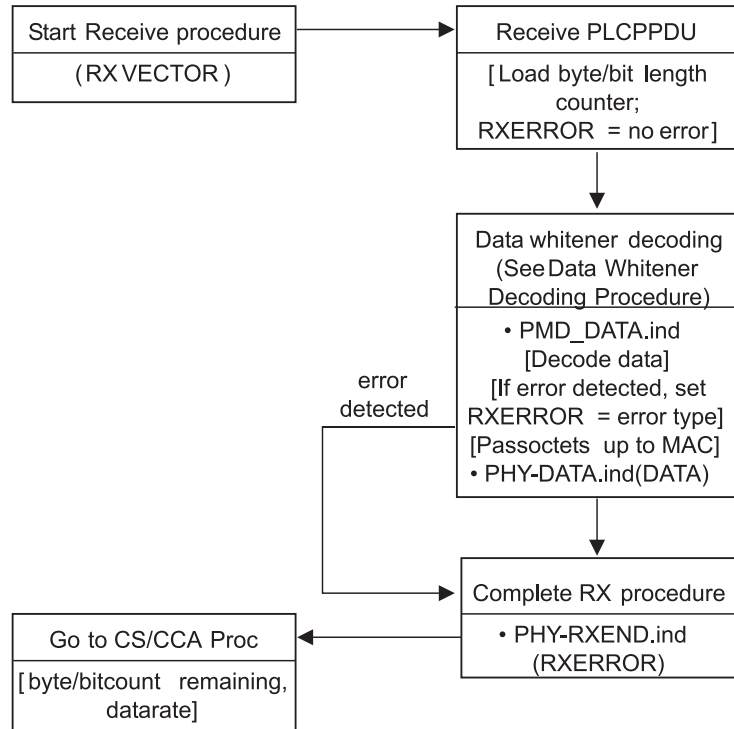 Start Receive procedure
(RXVECTOR)
Receive PLCPPDU
[Load byte/bit length
counter;
RXERROR = no error]
Data whitener decoding
(See Data Whitener
Decoding Procedure)
• PMD_DATA.ind
[Decode data]
[If error detected, set
RXERROR = error type]
[Passoctets up to MAC]
• PHY-DATA.ind(DATA)
error
detected
Complete RX procedure
• PHY-RXEND.ind
(RXERROR)
Go to CS/CCA Proc
[byte/bitcount remaining,
datarate]